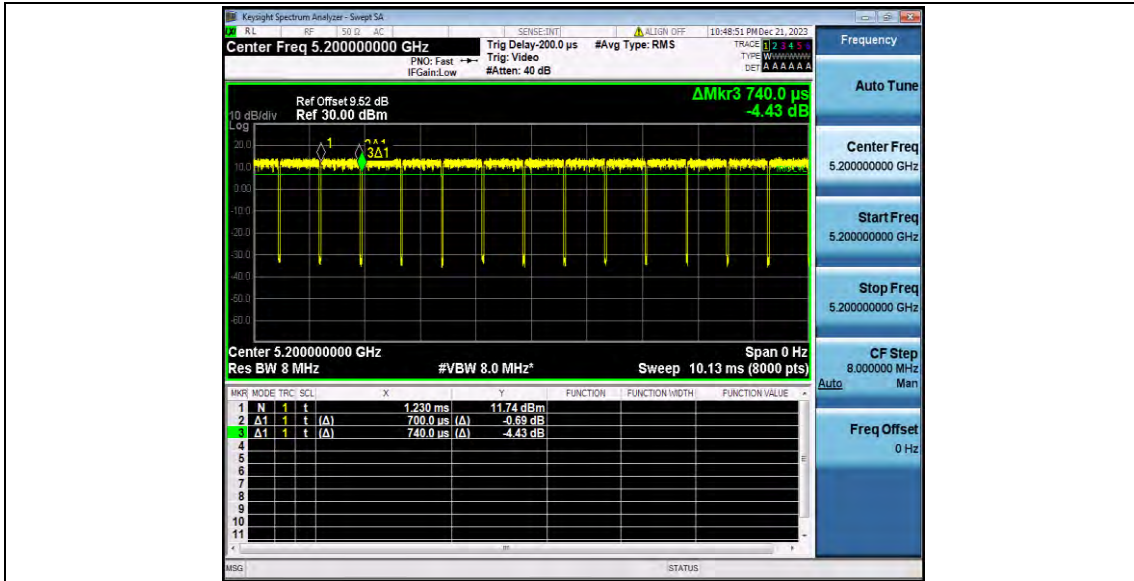 Keysight Spectrum Analyzer - Swept SA
RL RF 50 Ω AC SENSE:INT ALIGN OFF 10:48:51 PM Dec 21, 2023
Center Freq 5.200000000 GHz Trig Delay-200.0 µs #Avg Type: RMS TRACE 1 2 3 4 5 6
PNO: Fast Trig: Video TYPE W
IFGain:Low #Atten: 40 dB DET A A A A A A
Frequency
Auto Tune
ΔMkr3 740.0 µs
-4.43 dB
Ref Offset 9.52 dB
10 dB/div Ref 30.00 dBm
Log
20.0
10.0
0.00
-10.0
-20.0
-30.0
-40.0
-50.0
-60.0
1
3Δ1
Center 5.200000000 GHz Span 0 Hz
Res BW 8 MHz #VBW 8.0 MHz* Sweep 10.13 ms (8000 pts)
MKR MODE TRC SCL X Y FUNCTION FUNCTION WIDTH FUNCTION VALUE
1 N 1 t 1.230 ms 11.74 dBm
2 Δ1 1 t (Δ) 700.0 µs (Δ) -0.69 dB
3 Δ1 1 t (Δ) 740.0 µs (Δ) -4.43 dB
4
5
6
7
8
9
10
11
Center Freq
5.200000000 GHz
Start Freq
5.200000000 GHz
Stop Freq
5.200000000 GHz
CF Step
8.000000 MHz
Auto Man
Freq Offset
0 Hz
MSG STATUS